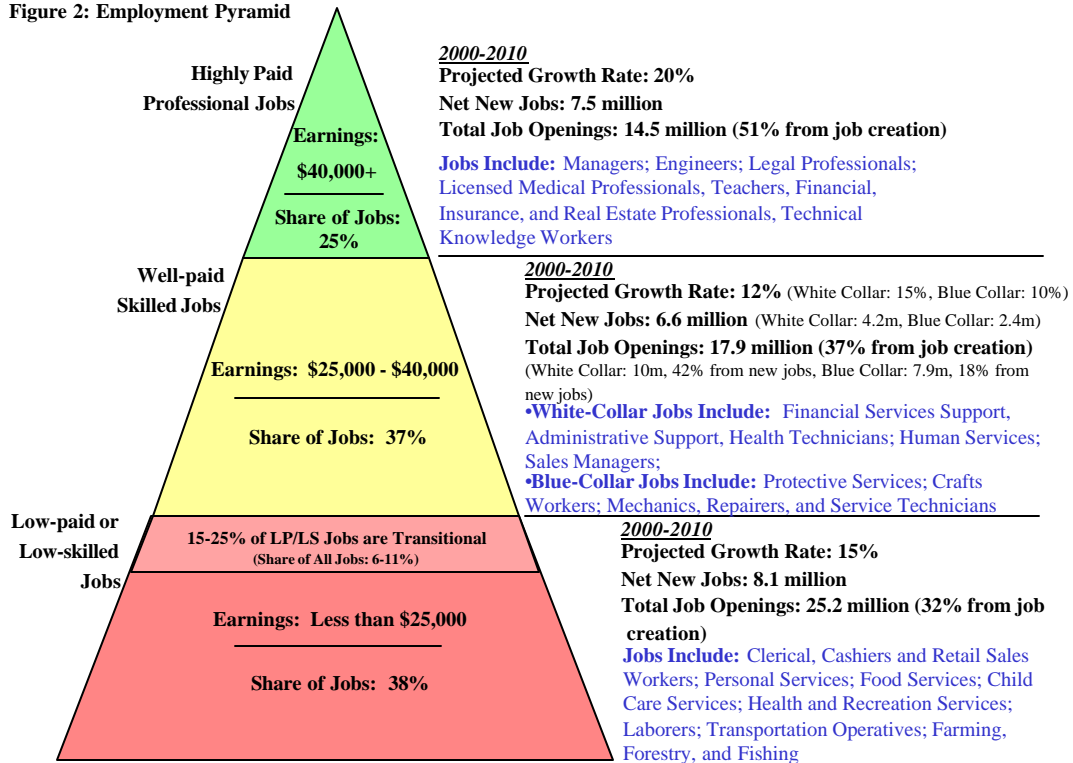 Figure 2: Employment Pyramid
Highly Paid
Professional Jobs
Earnings:
$40,000+
Share of Jobs:
25%
2000-2010
Projected Growth Rate: 20%
Net New Jobs: 7.5 million
Total Job Openings: 14.5 million (51% from job creation)
Jobs Include: Managers; Engineers; Legal Professionals;
Licensed Medical Professionals, Teachers, Financial,
Insurance, and Real Estate Professionals, Technical
Knowledge Workers
Well-paid
Skilled Jobs
Earnings: $25,000 - $40,000
Share of Jobs: 37%
2000-2010
Projected Growth Rate: 12% (White Collar: 15%, Blue Collar: 10%)
Net New Jobs: 6.6 million (White Collar: 4.2m, Blue Collar: 2.4m)
Total Job Openings: 17.9 million (37% from job creation)
(White Collar: 10m, 42% from new jobs, Blue Collar: 7.9m, 18% from
new jobs)
•White-Collar Jobs Include: Financial Services Support,
Administrative Support, Health Technicians; Human Services;
Sales Managers;
•Blue-Collar Jobs Include: Protective Services; Crafts
Workers; Mechanics, Repairers, and Service Technicians
Low-paid or
Low-skilled
Jobs
15-25% of LP/LS Jobs are Transitional
(Share of All Jobs: 6-11%)
Earnings: Less than $25,000
Share of Jobs: 38%
2000-2010
Projected Growth Rate: 15%
Net New Jobs: 8.1 million
Total Job Openings: 25.2 million (32% from job
creation)
Jobs Include: Clerical, Cashiers and Retail Sales
Workers; Personal Services; Food Services; Child
Care Services; Health and Recreation Services;
Laborers; Transportation Operatives; Farming,
Forestry, and Fishing